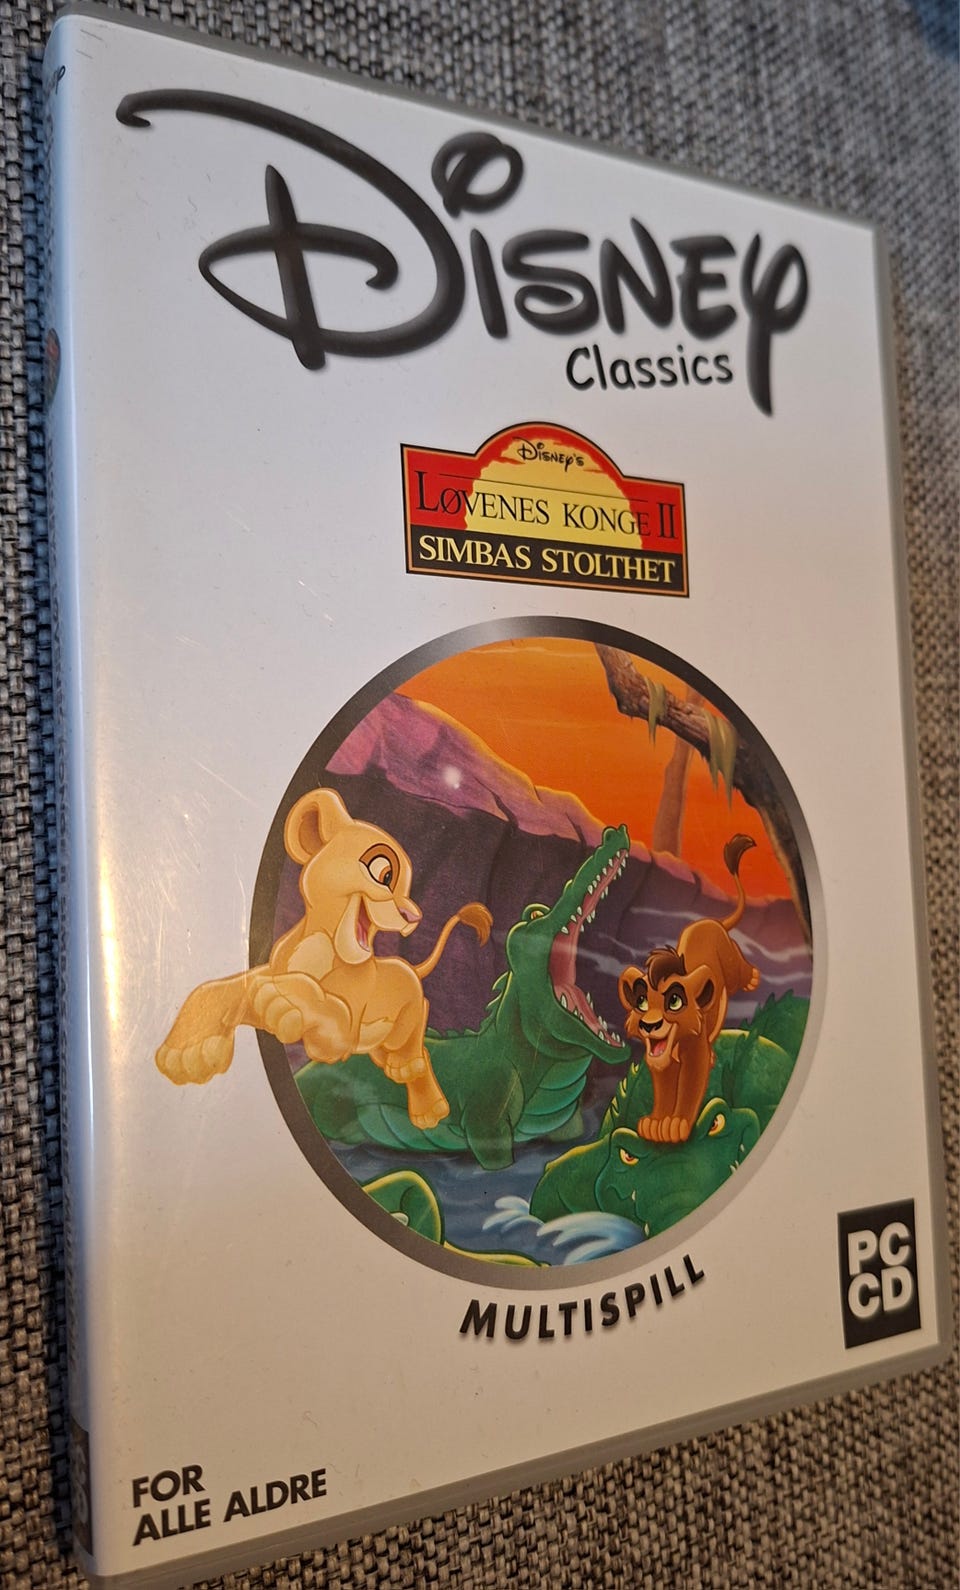 Disney
Classics
Disney's
Løvenes Konge II
SIMBAS STOLTHET
MULTISPILL
PC
CD
FOR
ALLE ALDRE